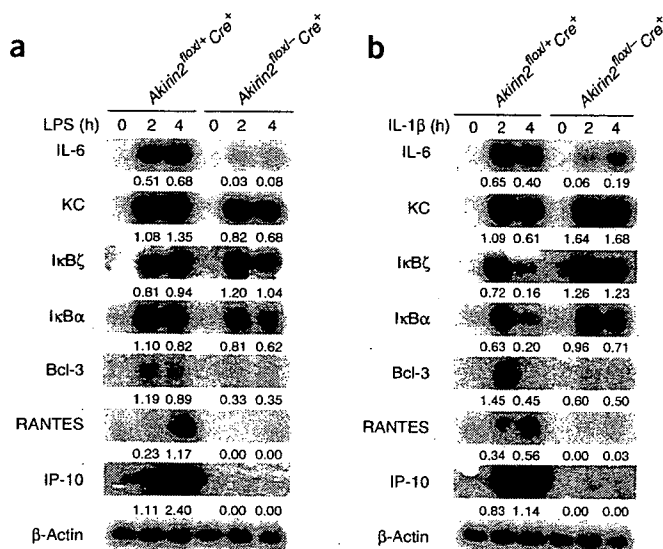 a
Akirin2flox/+ Cre+
Akirin2flox/− Cre+
LPS (h) 0 2 4 0 2 4
IL-6
0.51 0.68 0.03 0.08
KC
1.08 1.35 0.82 0.68
IκBζ
0.81 0.94 1.20 1.04
IκBα
1.10 0.82 0.81 0.62
Bcl-3
1.19 0.89 0.33 0.35
RANTES
0.23 1.17 0.00 0.00
IP-10
1.11 2.40 0.00 0.00
β-Actin
b
Akirin2flox/+ Cre+
Akirin2flox/− Cre+
IL-1β (h) 0 2 4 0 2 4
IL-6
0.65 0.40 0.06 0.19
KC
1.09 0.61 1.64 1.68
IκBζ
0.72 0.16 1.26 1.23
IκBα
0.63 0.20 0.96 0.71
Bcl-3
1.45 0.45 0.60 0.50
RANTES
0.34 0.56 0.00 0.03
IP-10
0.83 1.14 0.00 0.00
β-Actin